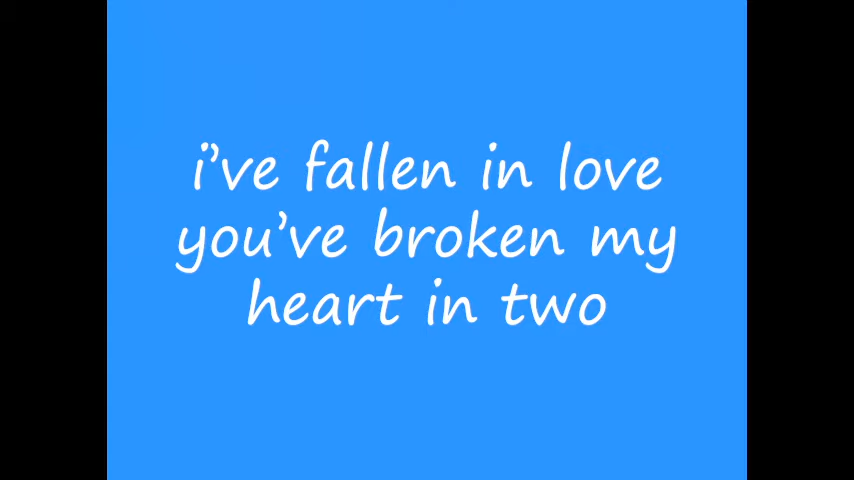 i've fallen in love
you've broken my
heart in two